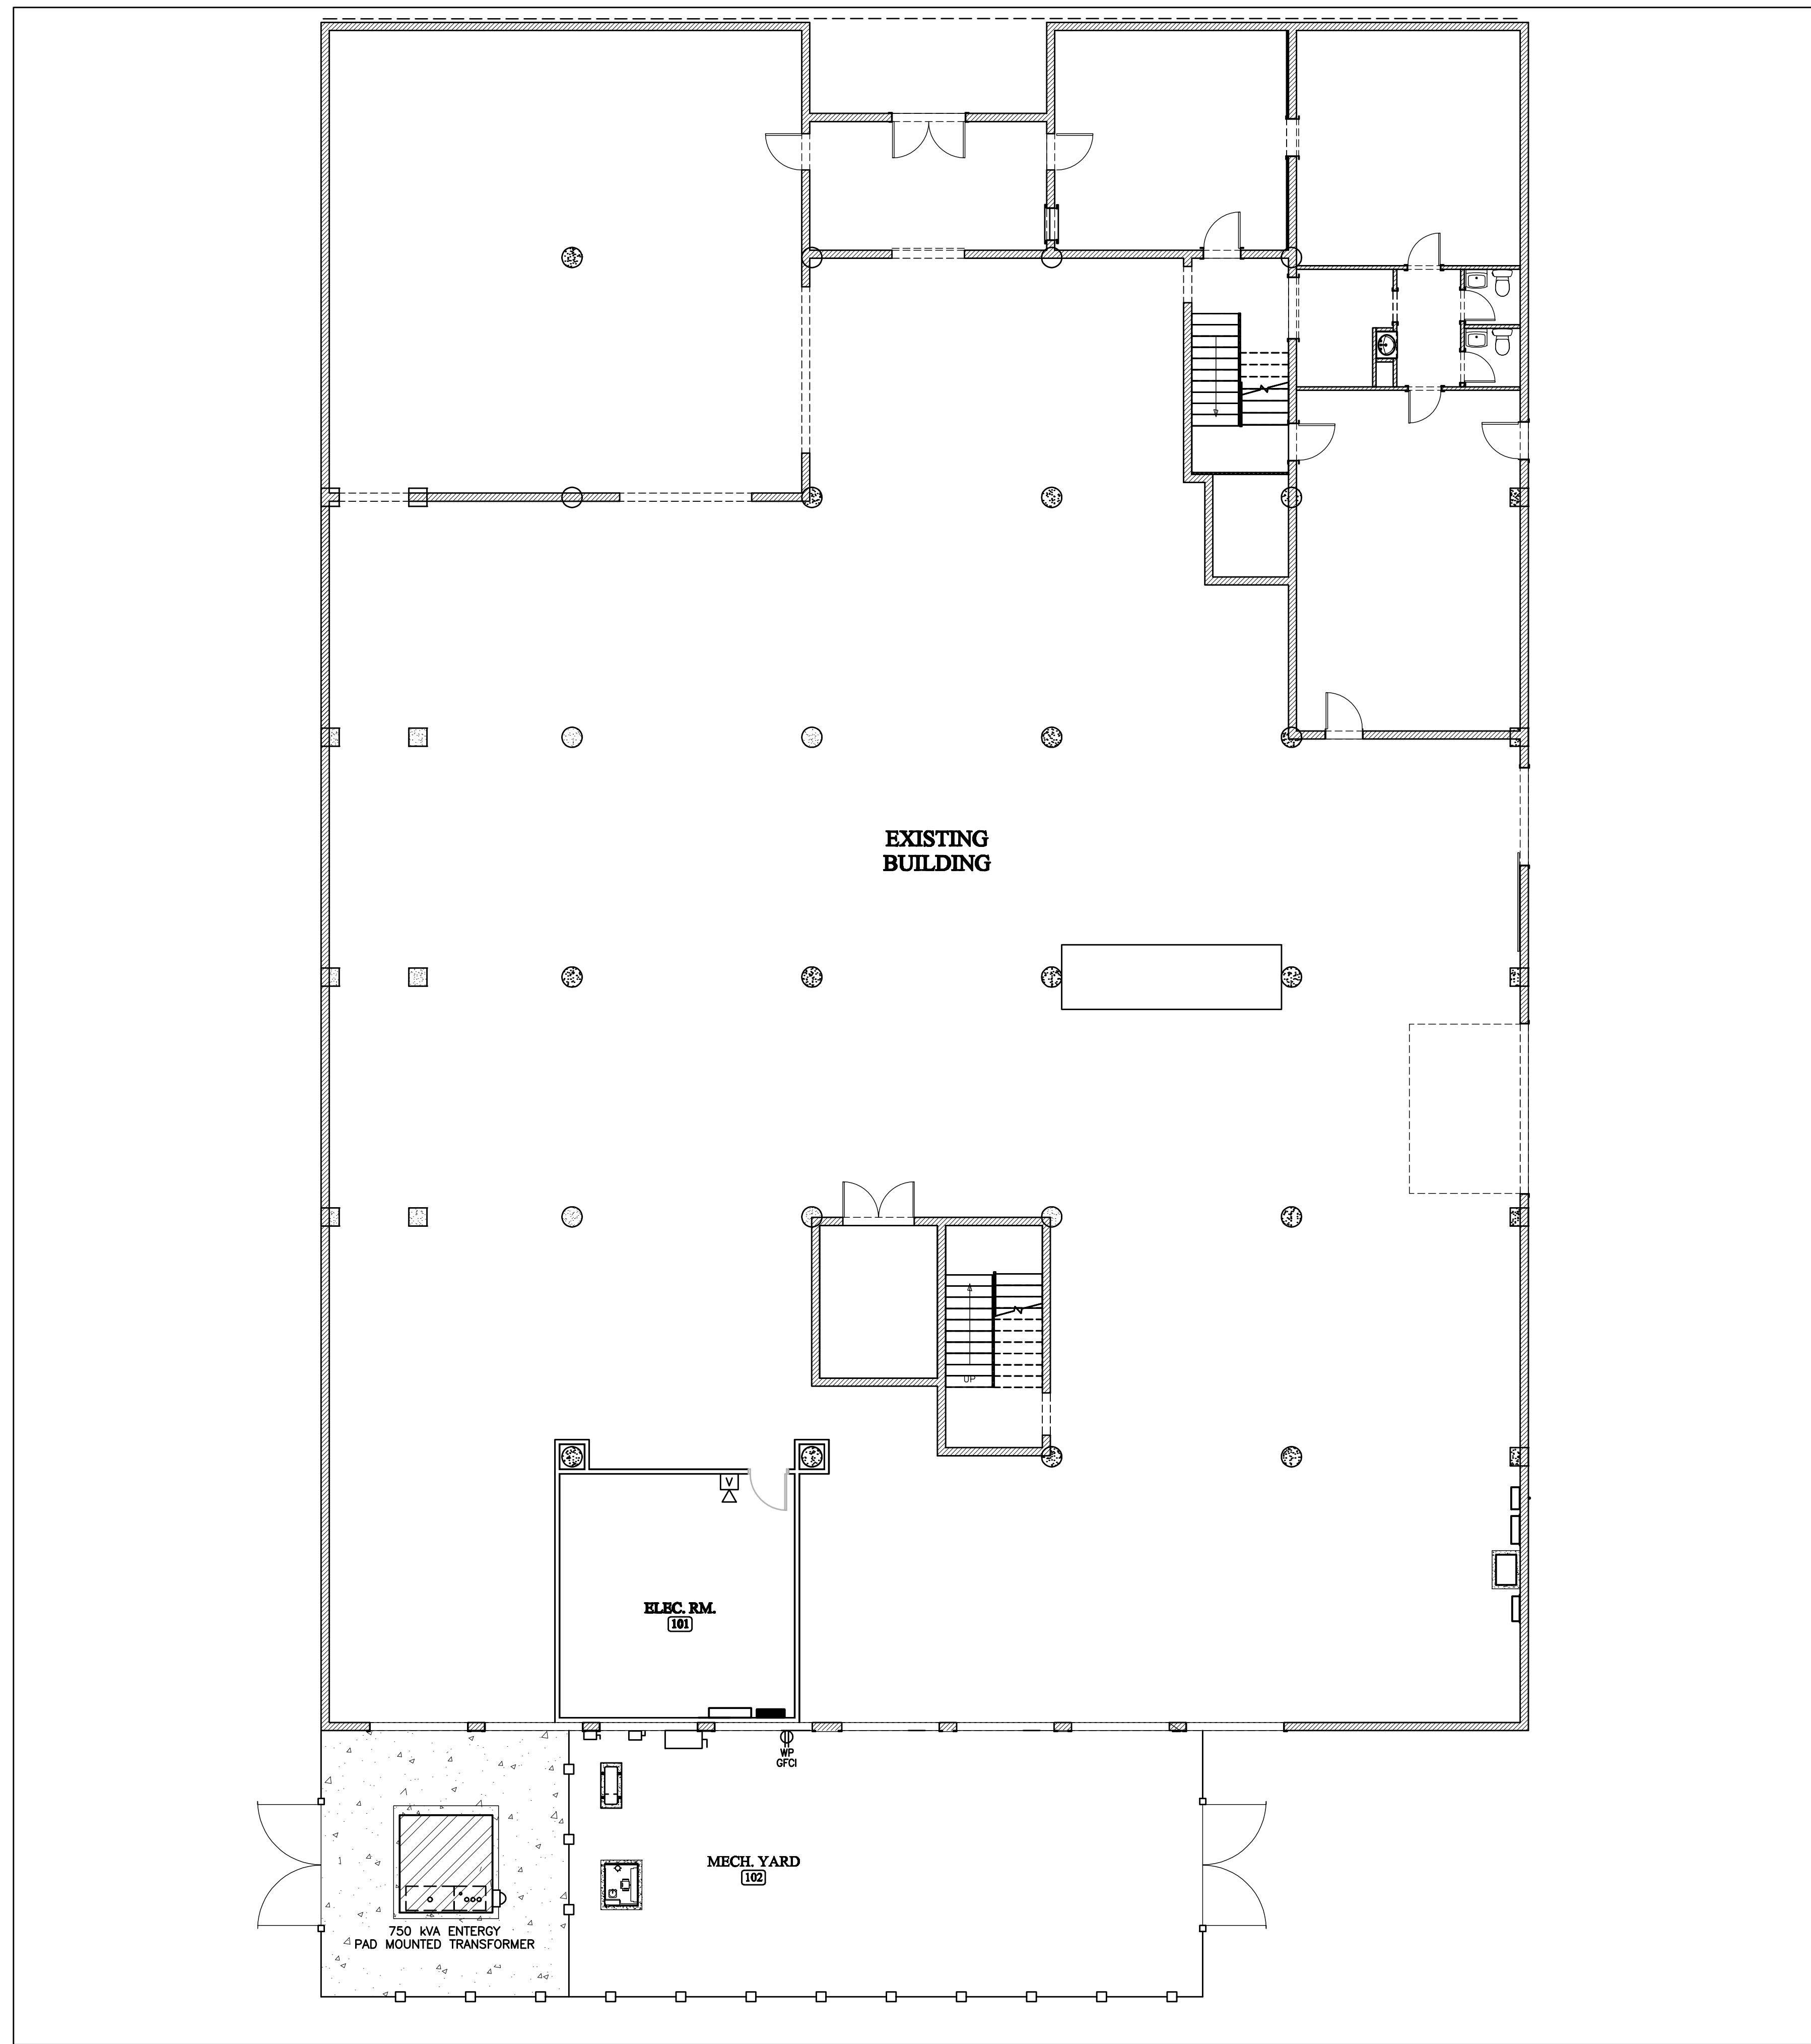 EXISTING
BUILDING
UP
V
ELEC. RM.
101
WP
GFCI
MECH. YARD
102
750 kVA ENTERGY
PAD MOUNTED TRANSFORMER